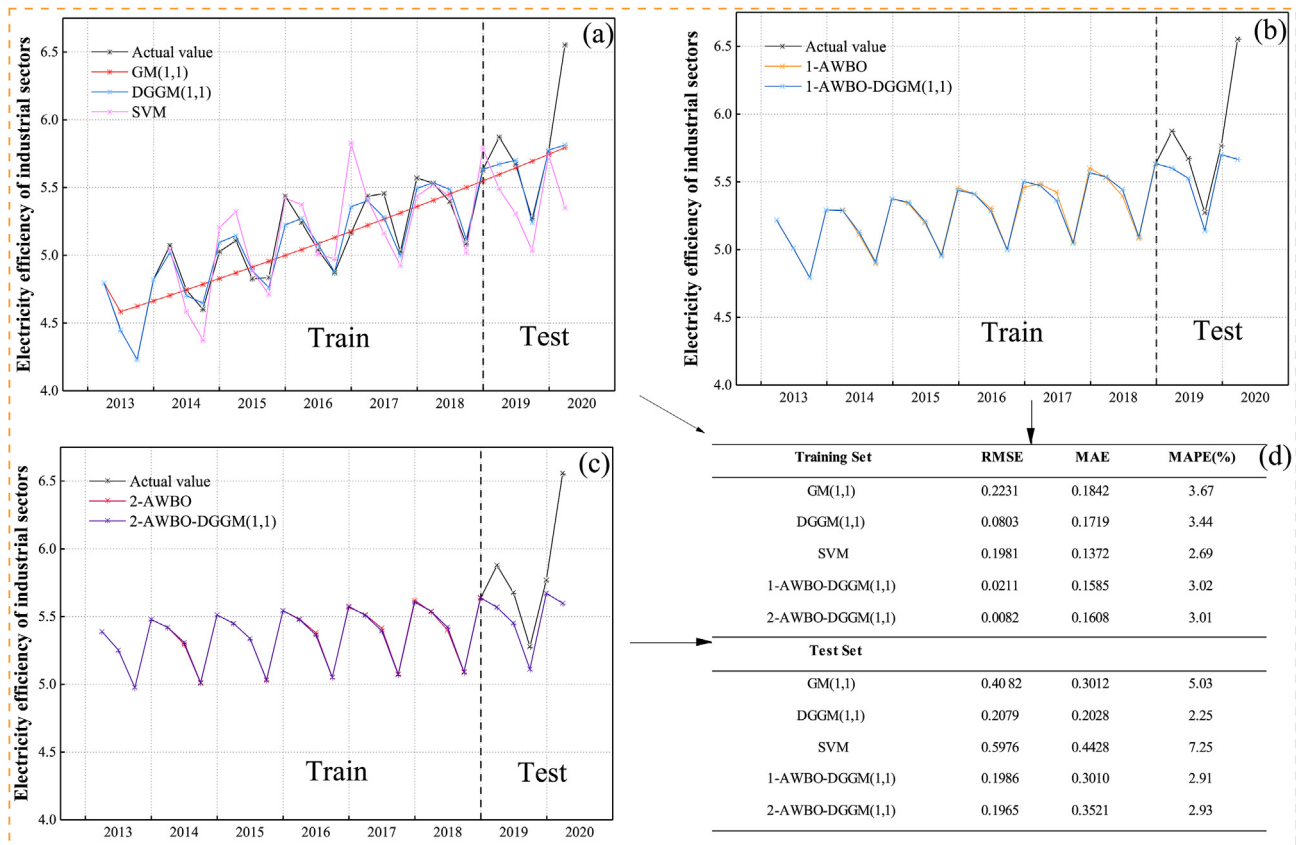 (a)
Electricity efficiency of industrial sectors
6.5
6.0
5.5
5.0
4.5
4.0
Actual value
GM(1,1)
DGGM(1,1)
SVM
Train
Test
2013 2014 2015 2016 2017 2018 2019 2020
(b)
Electricity efficiency of industrial sectors
6.5
6.0
5.5
5.0
4.5
4.0
Actual value
1-AWBO
1-AWBO-DGGM(1,1)
Train
Test
2013 2014 2015 2016 2017 2018 2019 2020
(c)
Electricity efficiency of industrial sectors
6.5
6.0
5.5
5.0
4.5
4.0
Actual value
2-AWBO
2-AWBO-DGGM(1,1)
Train
Test
2013 2014 2015 2016 2017 2018 2019 2020
(d)
Training Set RMSE MAE MAPE(%)
GM(1,1) 0.2231 0.1842 3.67
DGGM(1,1) 0.0803 0.1719 3.44
SVM 0.1981 0.1372 2.69
1-AWBO-DGGM(1,1) 0.0211 0.1585 3.02
2-AWBO-DGGM(1,1) 0.0082 0.1608 3.01
Test Set
GM(1,1) 0.40 82 0.3012 5.03
DGGM(1,1) 0.2079 0.2028 2.25
SVM 0.5976 0.4428 7.25
1-AWBO-DGGM(1,1) 0.1986 0.3010 2.91
2-AWBO-DGGM(1,1) 0.1965 0.3521 2.93